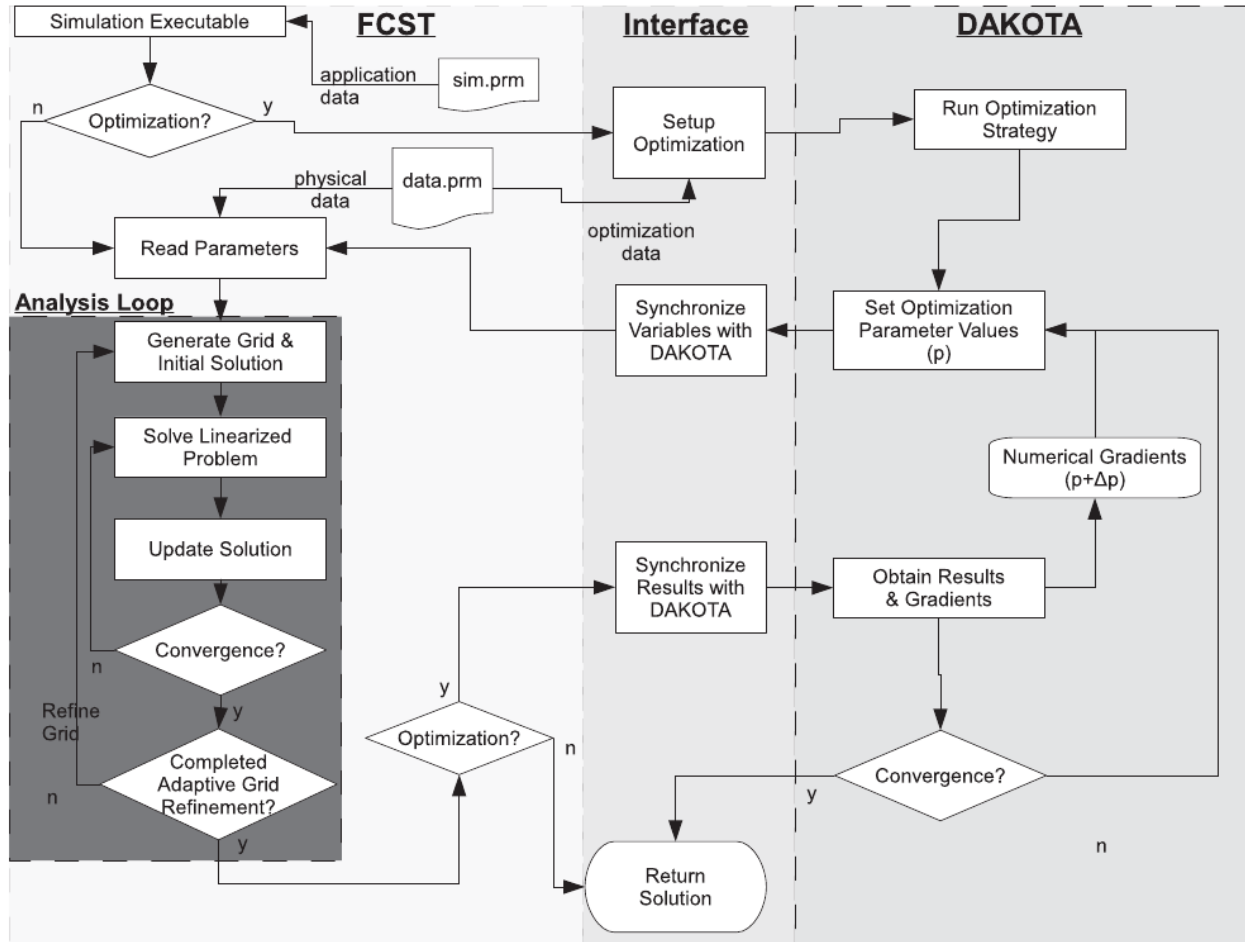 FCST
Interface
DAKOTA
Simulation Executable
application
data
sim.prm
n
Optimization?
y
Setup
Optimization
Run Optimization
Strategy
physical
data
data.prm
optimization
data
Read Parameters
Analysis Loop
Generate Grid &
Initial Solution
Synchronize
Variables with
DAKOTA
Set Optimization
Parameter Values
(p)
Solve Linearized
Problem
Numerical Gradients
(p+Δp)
Update Solution
Synchronize
Results with
DAKOTA
Obtain Results
& Gradients
Convergence?
n
y
Refine
Grid
Completed
Adaptive Grid
Refinement?
n
y
y
Optimization?
n
Convergence?
y
n
Return
Solution